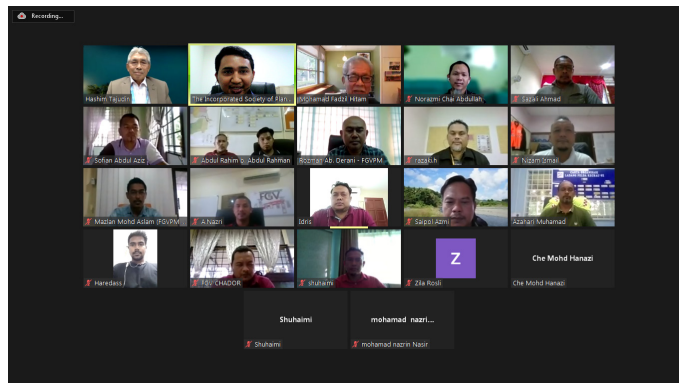 Recording...
Hashim Tajudin
The Incorporated Society of Plan...
Mohamad Fadzil Hitam
Norazmi Chai Abdullah
Sazali Ahmad
Sofian Abdul Aziz
Abdul Rahim b. Abdul Rahman
Rozman Ab. Derani - FGVPM
razaksh
Nizam Ismail
Mazlan Mohd Aslam (FGVPM
A.Nazri
FGV
Idris
Saipol Azmi
Azahari Muhamad
Haredass
FGV CHADOR
shuhaimi
Z
Zila Rosli
Che Mohd Hanazi
Che Mohd Hanazi
Shuhaimi
Shuhaimi
mohamad nazri...
mohamad nazrin Nasir